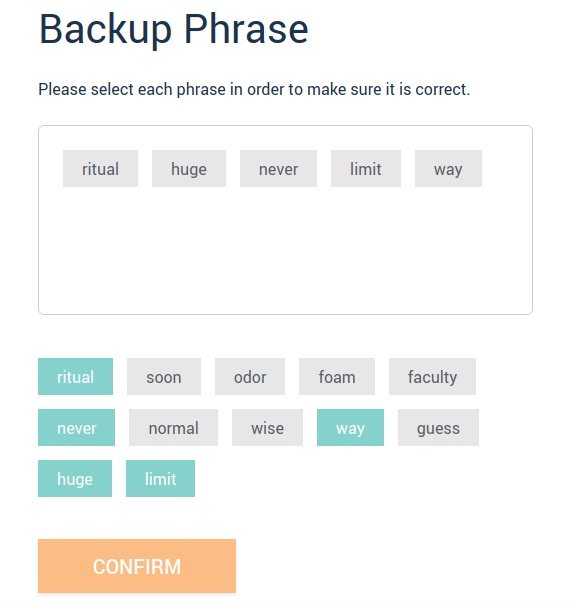 Backup Phrase
Please select each phrase in order to make sure it is correct.
ritual huge never limit way
ritual soon odor foam faculty
never normal wise way guess
huge limit
CONFIRM